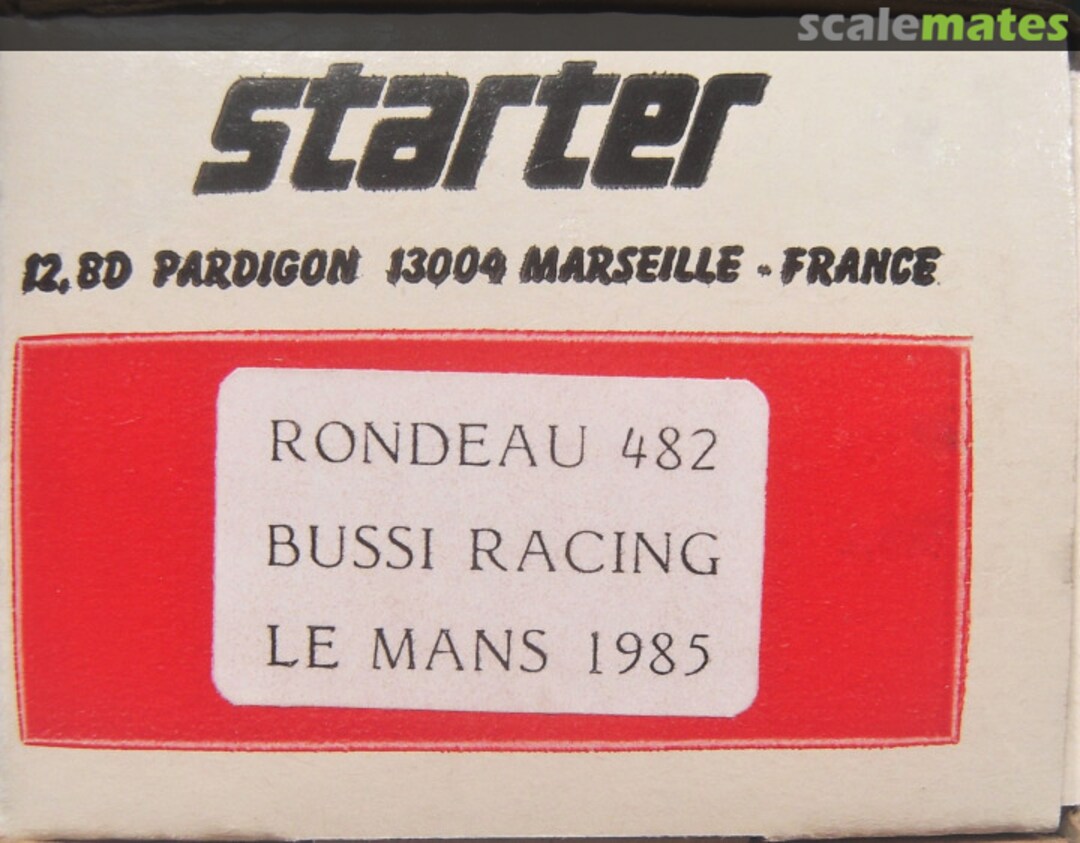 scalemates
starter
12, BD PARDIGON 13004 MARSEILLE - FRANCE
RONDEAU 482
BUSSI RACING
LE MANS 1985